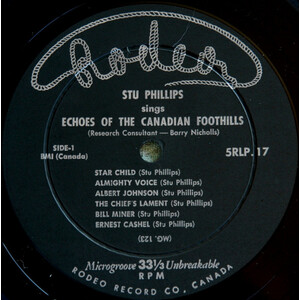 Rodeo
STU PHILLIPS
sings
ECHOES OF THE CANADIAN FOOTHILLS
(Research Consultant — Barry Nicholls)
SIDE-1
BMI (Canada)
5RLP.17
STAR CHILD (Stu Phillips)
ALMIGHTY VOICE (Stu Phillips)
ALBERT JOHNSON (Stu Phillips)
THE CHIEF'S LAMENT (Stu Phillips)
BILL MINER (Stu Phillips)
ERNEST CASHEL (Stu Phillips)
(MG. 123)
Microgroove 33⅓ Unbreakable
RPM
RODEO RECORD CO. CANADA